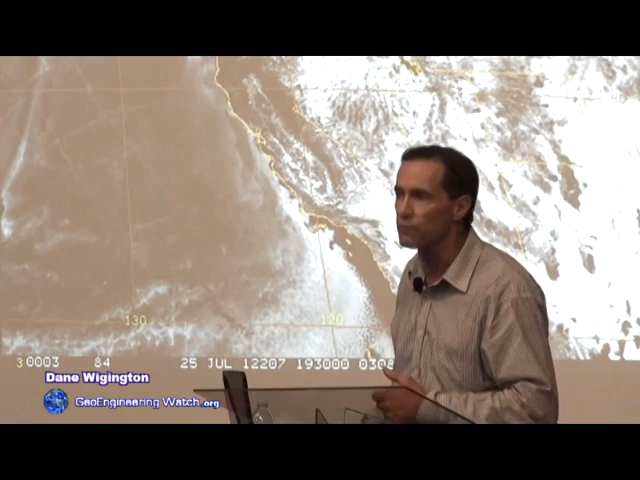 130
120
30003 84 25 JUL 12207 193000 0308
Dane Wigington
GeoEngineering Watch.org